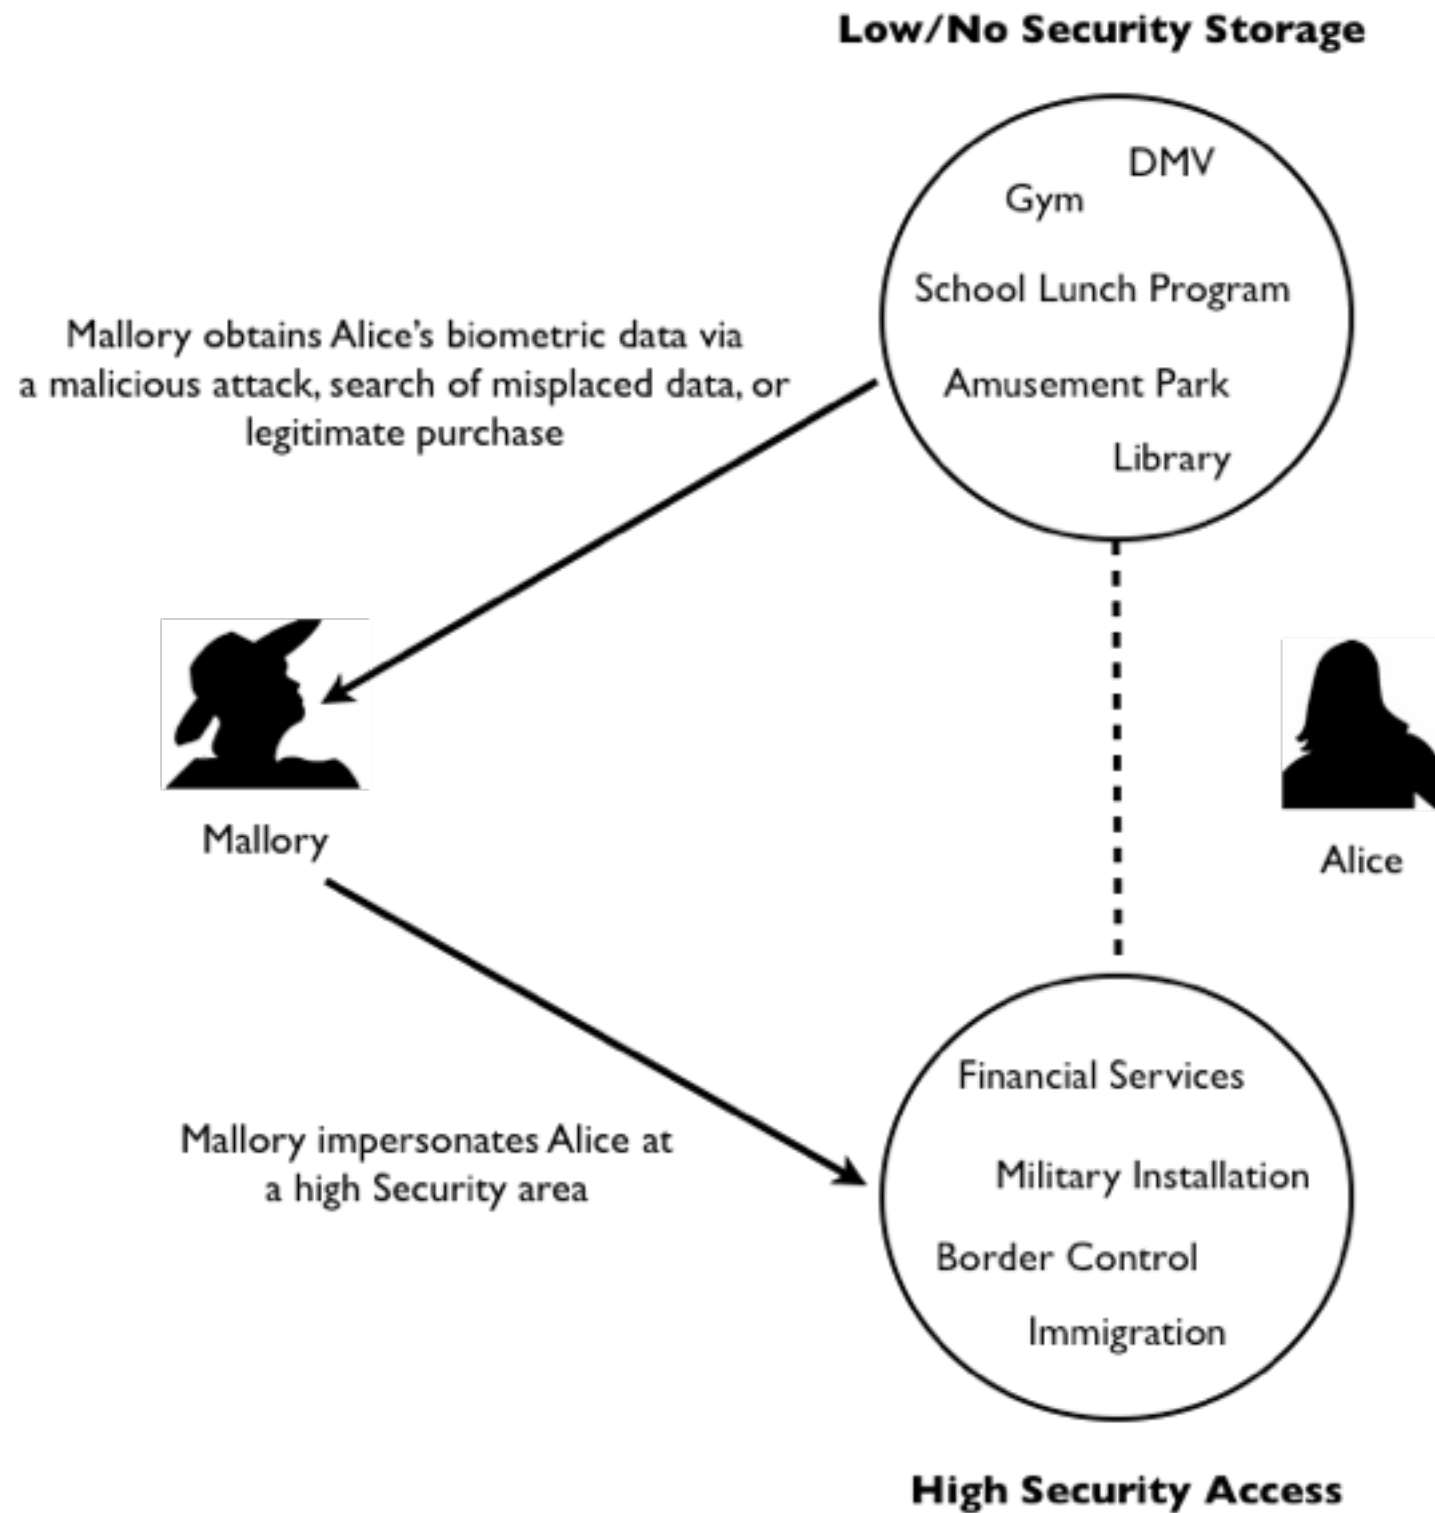 Low/No Security Storage
DMV
Gym
School Lunch Program
Amusement Park
Library
Mallory obtains Alice’s biometric data via
a malicious attack, search of misplaced data, or
legitimate purchase
Mallory
Alice
Mallory impersonates Alice at
a high Security area
Financial Services
Military Installation
Border Control
Immigration
High Security Access